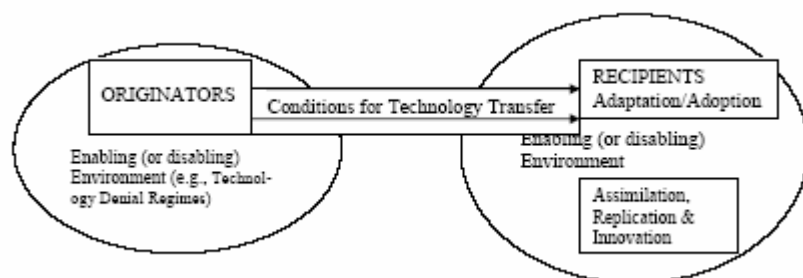 ORIGINATORS
Enabling (or disabling)
Environment (e.g., Technol-
ogy Denial Regimes)
Conditions for Technology Transfer
RECIPIENTS
Adaptation/Adoption
Enabling (or disabling)
Environment
Assimilation,
Replication &
Innovation